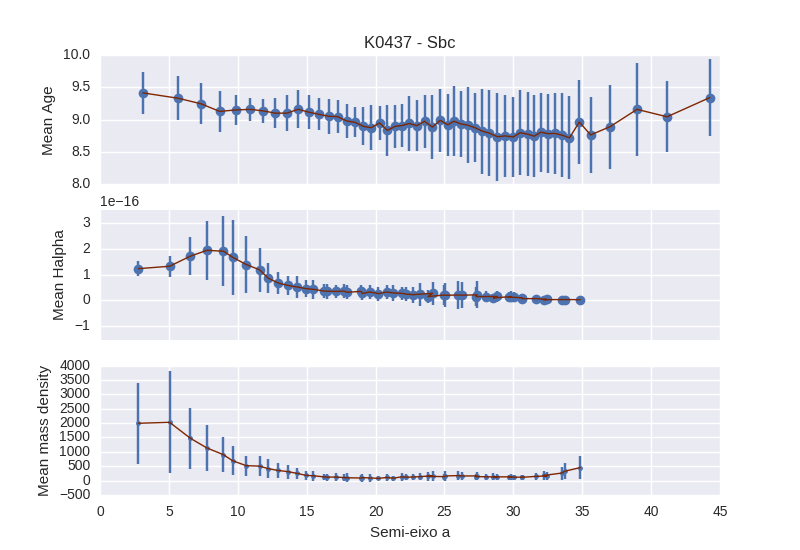 K0437 - Sbc
Mean Age
10.0
9.5
9.0
8.5
8.0
1e−16
Mean Halpha
3
2
1
0
−1
Mean mass density
4000
3500
3000
2500
2000
1500
1000
500
0
−500
0 5 10 15 20 25 30 35 40 45
Semi-eixo a